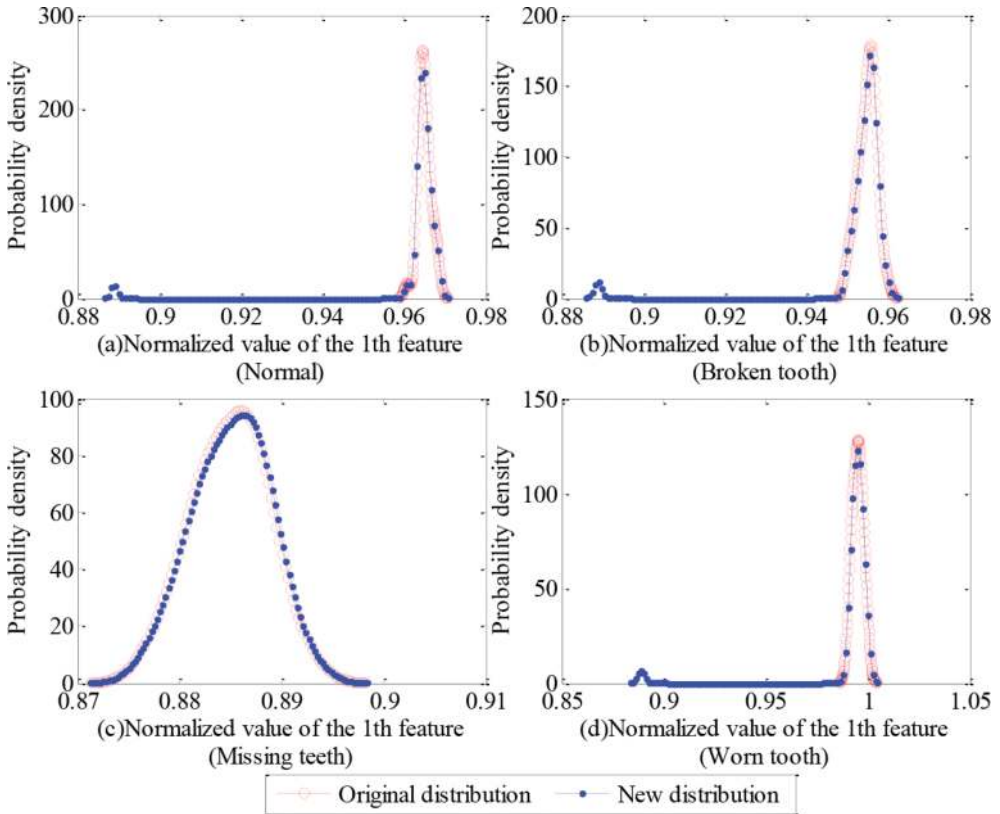 300
200
100
0
0.88
0.9
0.92
0.94
0.96
0.98
Probability density
(a)Normalized value of the 1th feature
(Normal)
200
150
100
50
0
0.88
0.9
0.92
0.94
0.96
0.98
Probability density
(b)Normalized value of the 1th feature
(Broken tooth)
100
80
60
40
20
0
0.87
0.88
0.89
0.9
0.91
Probability density
(c)Normalized value of the 1th feature
(Missing teeth)
150
100
50
0
0.85
0.9
0.95
1
1.05
Probability density
(d)Normalized value of the 1th feature
(Worn tooth)
Original distribution
New distribution